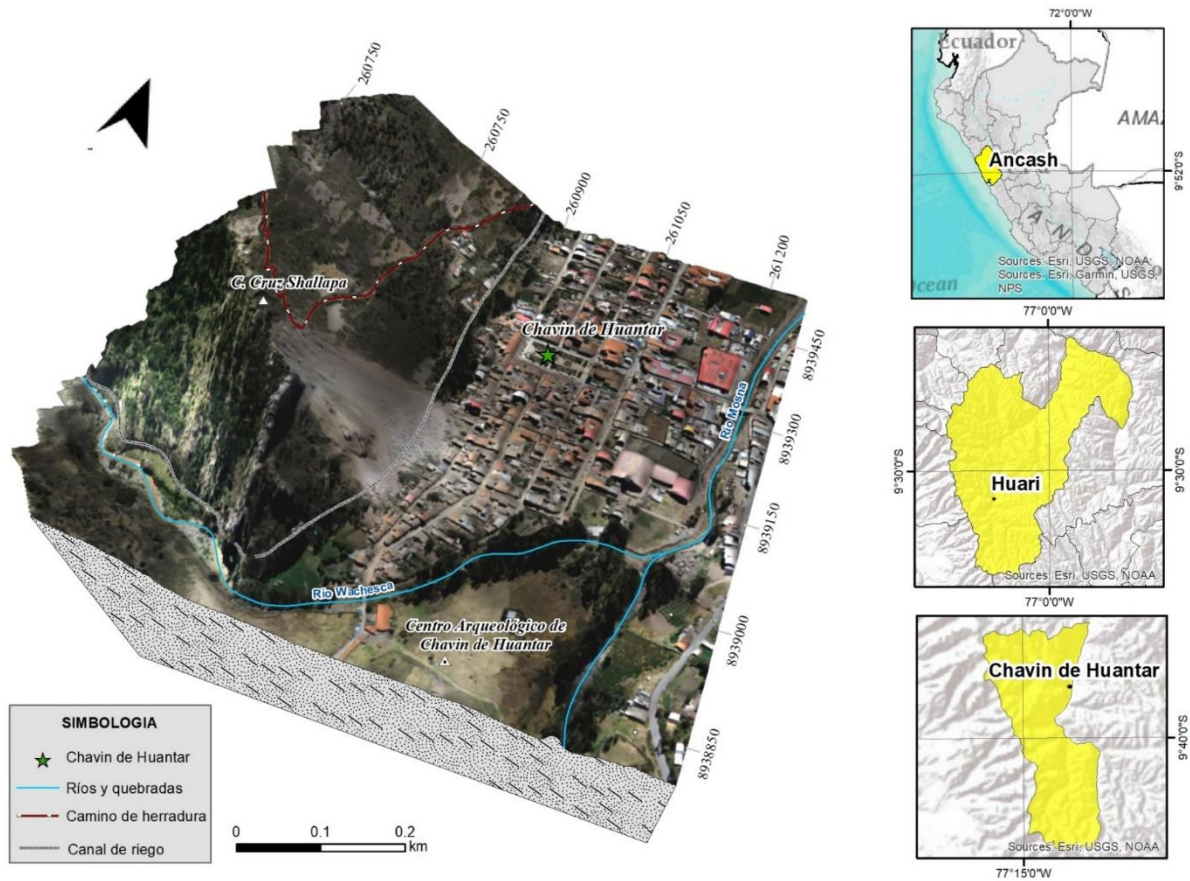 260750
260750
260900
261050
261200
C. Cruz Shallapa
Chavin de Huantar
Río Mosna
8939450
8939300
8939150
8939000
8938850
Río Wachesca
Centro Arqueológico de
Chavin de Huantar
SIMBOLOGIA
Chavin de Huantar
Ríos y quebradas
Camino de herradura
Canal de riego
0 0.1 0.2
km
72°0'0"W
Ecuador
AMAZ
Ancash
9°52'0"S
A N D E S
Sources: Esri, USGS, NOAA;
Sources: Esri, Garmin, USGS,
NPS
Ocean
77°0'0"W
9°30'0"S
Huari
9°30'0"S
Sources: Esri, USGS, NOAA
77°0'0"W
Chavin de Huantar
9°40'0"S
Sources: Esri, USGS, NOAA
77°15'0"W